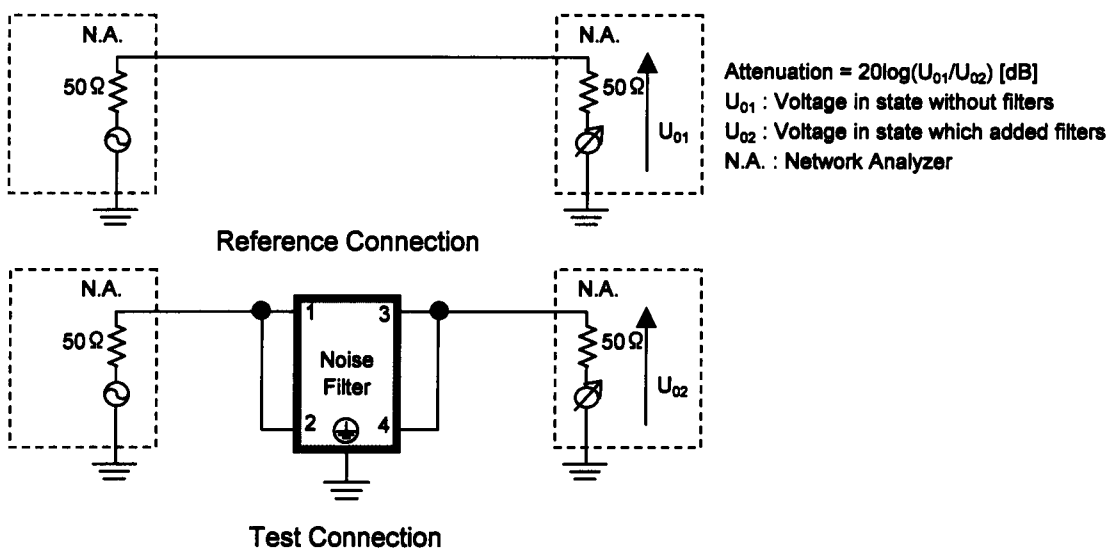 N.A.
N.A.
50Ω
50Ω
U01
Attenuation = 20log(U01/U02) [dB]
U01 : Voltage in state without filters
U02 : Voltage in state which added filters
N.A. : Network Analyzer
Reference Connection
N.A.
N.A.
50Ω
1
3
50Ω
Noise
Filter
U02
2
4
Test Connection